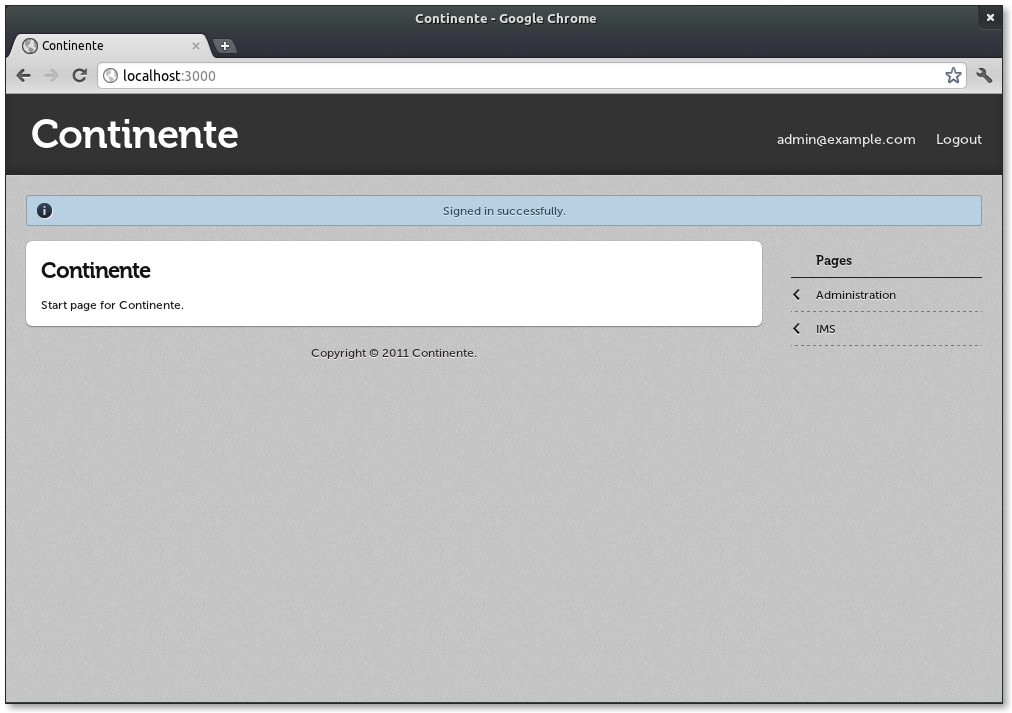 Continente - Google Chrome
Continente
localhost:3000
Continente
admin@example.com Logout
Signed in successfully.
Continente
Start page for Continente.
Pages
Administration
IMS
Copyright © 2011 Continente.